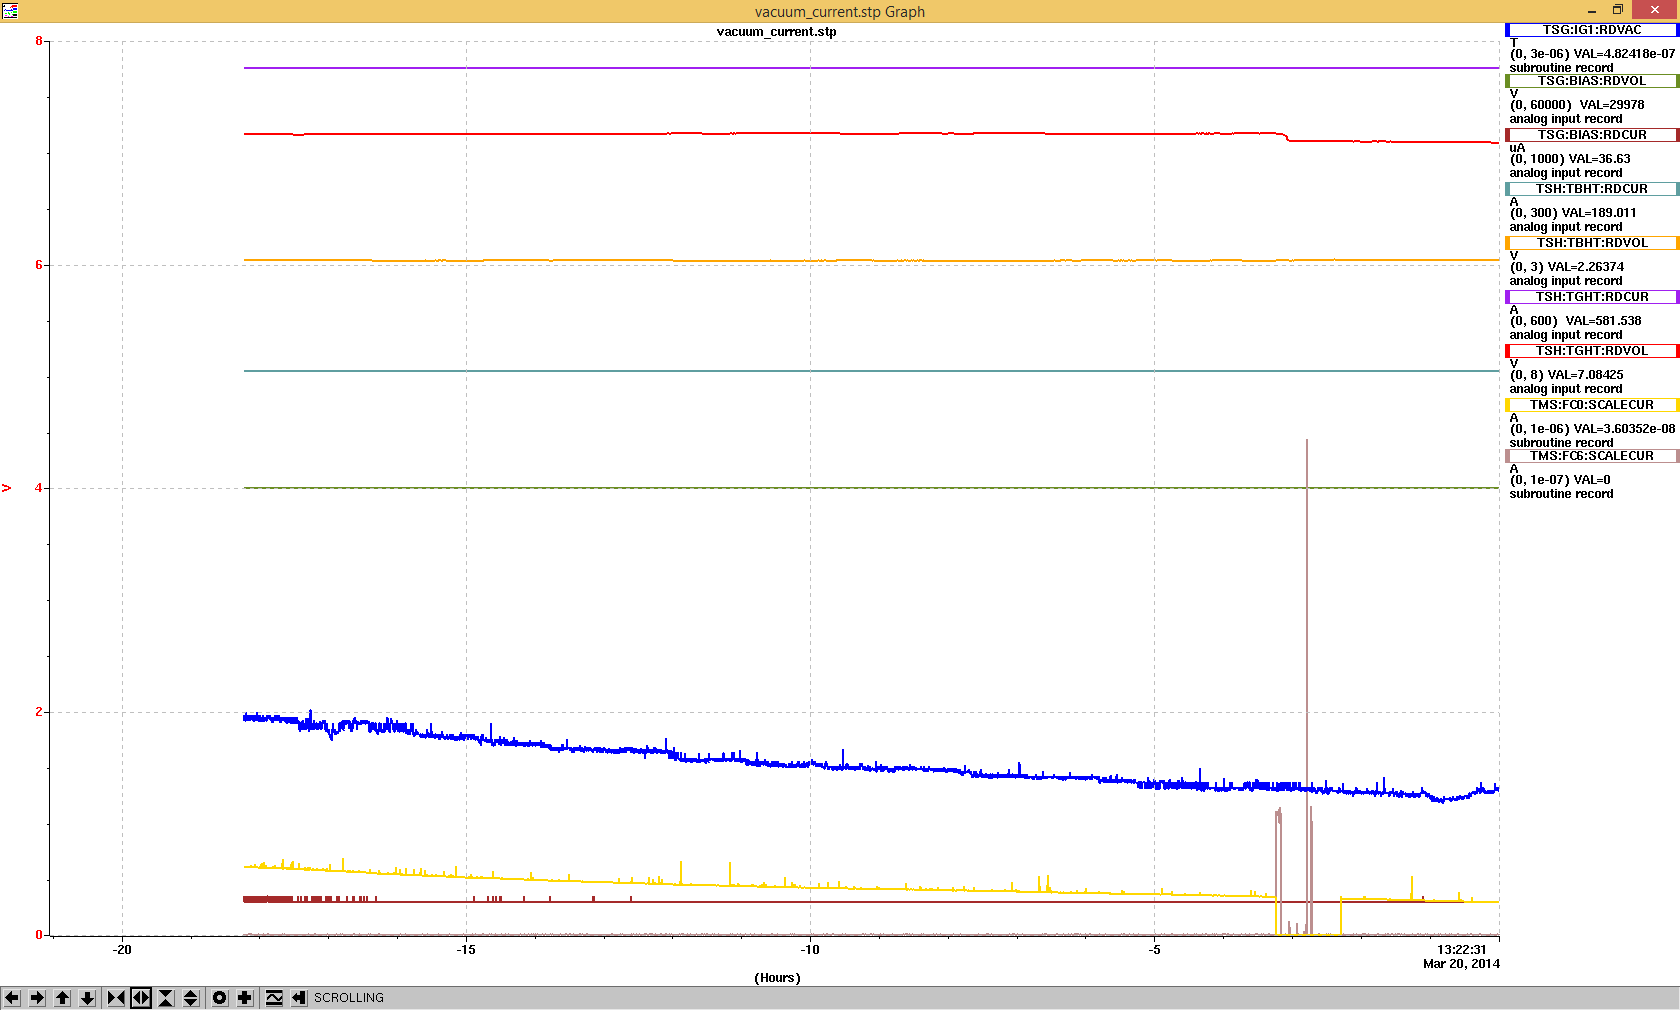 vacuum_current.stp Graph
vacuum_current.stp
8
6
V
4
2
0
-20
-15
-10
-5
13:22:31
Mar 20, 2014
(Hours)
TSG:IG1:RDVAC
T
(0, 3e-06) VAL=4.82418e-07
subroutine record
TSG:BIAS:RDVOL
V
(0, 60000) VAL=29978
analog input record
TSG:BIAS:RDCUR
uA
(0, 1000) VAL=36.63
analog input record
TSH:TBHT:RDCUR
A
(0, 300) VAL=189.011
analog input record
TSH:TBHT:RDVOL
V
(0, 3) VAL=2.26374
analog input record
TSH:TGHT:RDCUR
A
(0, 600) VAL=581.538
analog input record
TSH:TGHT:RDVOL
V
(0, 8) VAL=7.08425
analog input record
TMS:FC0:SCALECUR
A
(0, 1e-06) VAL=3.60352e-08
subroutine record
TMS:FC6:SCALECUR
A
(0, 1e-07) VAL=0
subroutine record
SCROLLING